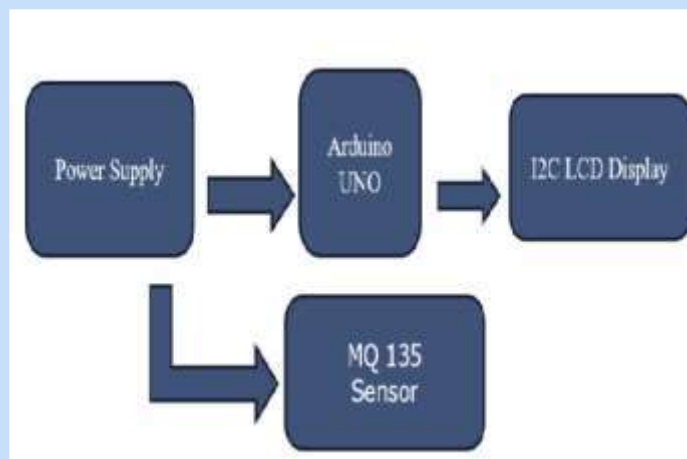 Power Supply
Arduino
UNO
I2C LCD Display
MQ 135
Sensor